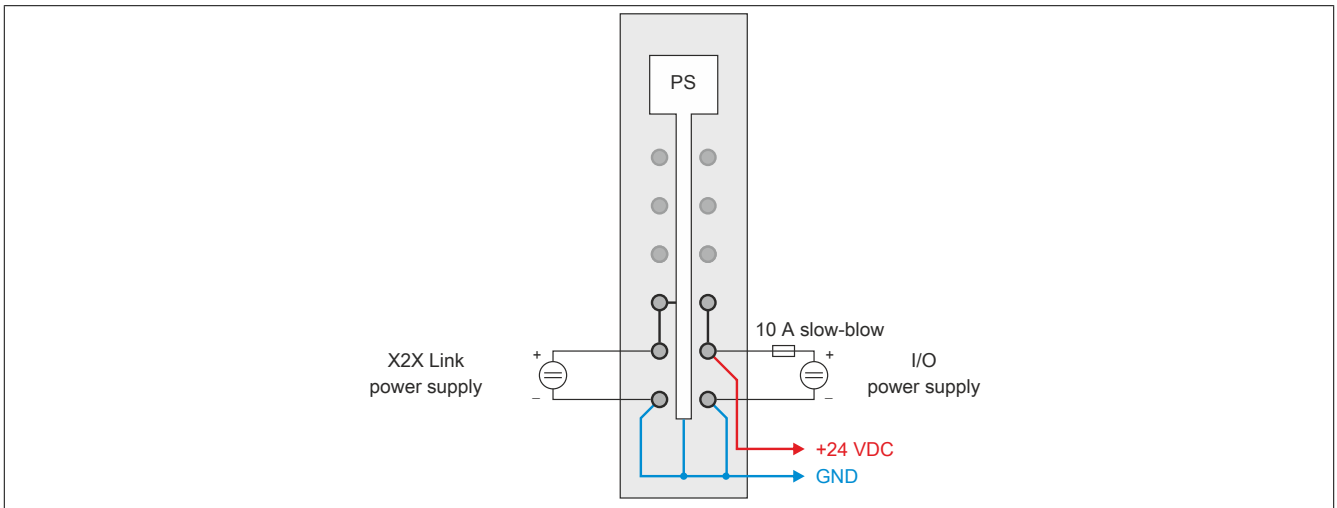 PS
10 A slow-blow
X2X Link
power supply
+
−
+
−
I/O
power supply
+24 VDC
GND